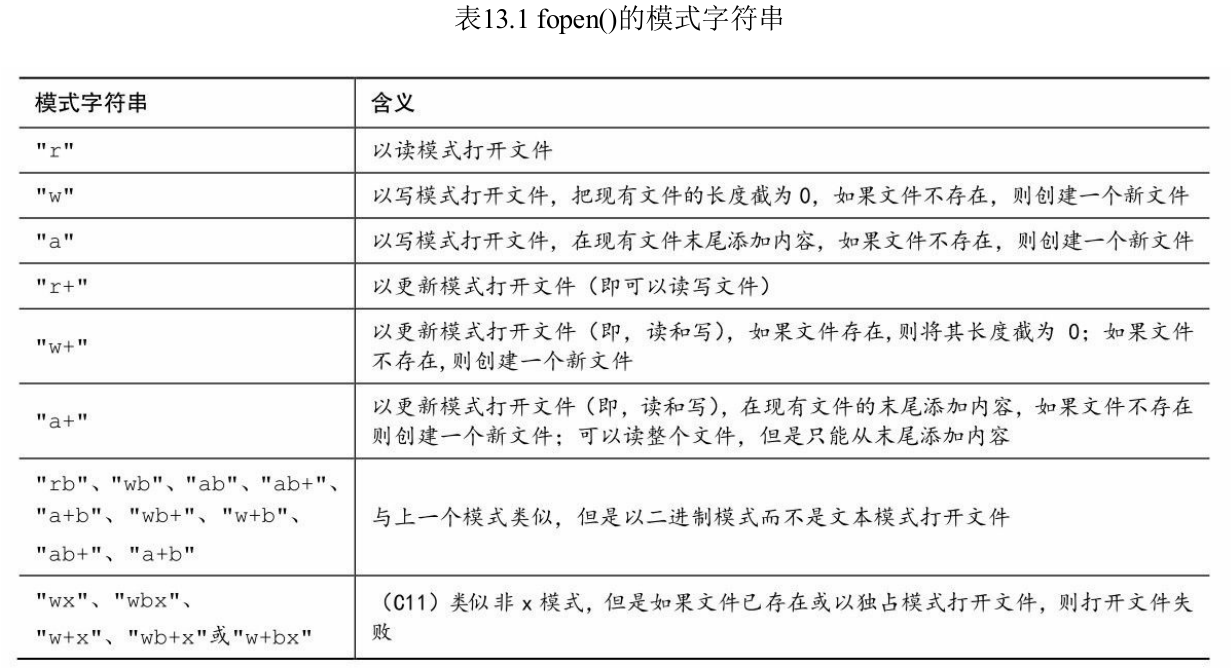 表13.1 fopen()的模式字符串
模式字符串
含义
"r"
以读模式打开文件
"w"
以写模式打开文件，把现有文件的长度截为 0，如果文件不存在，则创建一个新文件
"a"
以写模式打开文件，在现有文件末尾添加内容，如果文件不存在，则创建一个新文件
"r+"
以更新模式打开文件（即可以读写文件）
"w+"
以更新模式打开文件（即，读和写），如果文件存在,则将其长度截为 0；如果文件
不存在,则创建一个新文件
"a+"
以更新模式打开文件（即，读和写），在现有文件的末尾添加内容，如果文件不存在
则创建一个新文件；可以读整个文件，但是只能从末尾添加内容
"rb"、"wb"、"ab"、"ab+"、
"a+b"、"wb+"、"w+b"、
"ab+"、"a+b"
与上一个模式类似，但是以二进制模式而不是文本模式打开文件
"wx"、"wbx"、
"w+x"、"wb+x"或"w+bx"
（C11）类似非 x 模式，但是如果文件已存在或以独占模式打开文件，则打开文件失
败